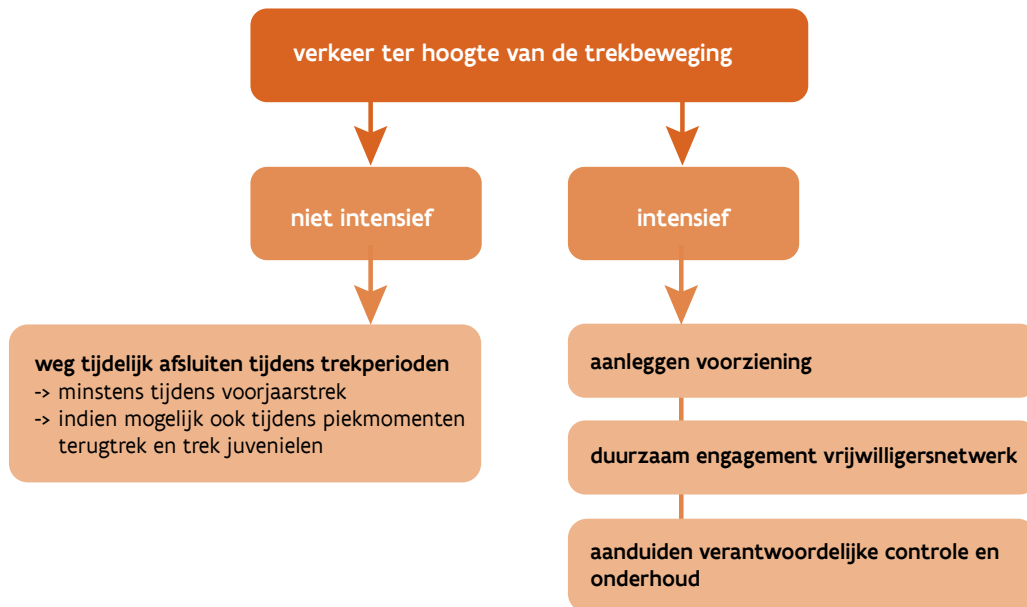 verkeer ter hoogte van de trekbeweging
niet intensief
intensief
weg tijdelijk afsluiten tijdens trekperioden
-> minstens tijdens voorjaarstrek
-> indien mogelijk ook tijdens piekmomenten
terugtrek en trek juvenielen
aanleggen voorziening
duurzaam engagement vrijwilligersnetwerk
aanduiden verantwoordelijke controle en
onderhoud